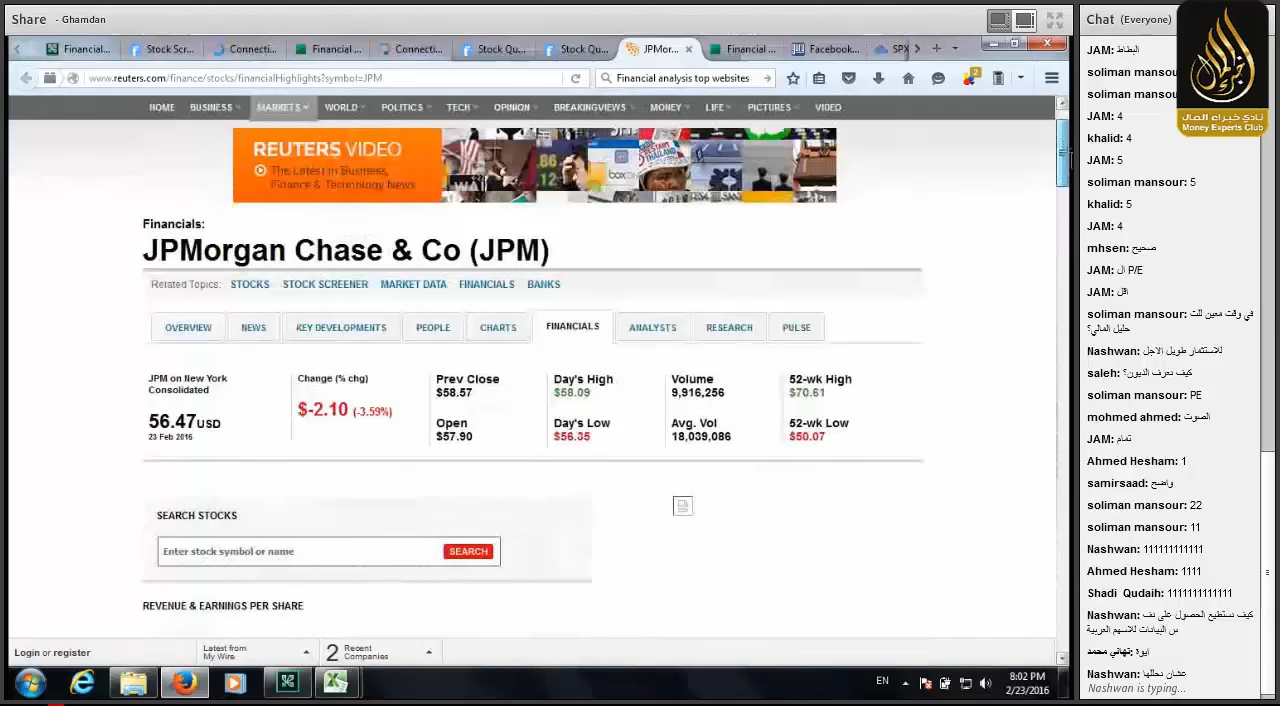 Share - Ghamdan
Financial...
Stock Scr...
Connecti...
Financial
Connecti...
Stock Qu...
Stock Qu...
JPMor...
Financial ...
Facebook...
SPX
www.reuters.com/finance/stocks/financialHighlights?symbol=JPM
Financial analysis top websites
2
HOME BUSINESS MARKETS WORLD POLITICS TECH OPINION BREAKINGVIEWS MONEY LIFE PICTURES VIDEO
REUTERS VIDEO
The Latest in Business,
Finance & Technology News
Financials:
JPMorgan Chase & Co (JPM)
Related Topics: STOCKS STOCK SCREENER MARKET DATA FINANCIALS BANKS
OVERVIEW NEWS KEY DEVELOPMENTS PEOPLE CHARTS FINANCIALS ANALYSTS RESEARCH PULSE
JPM on New York
Consolidated
56.47USD
23 Feb 2016
Change (% chg)
$-2.10 (-3.59%)
Prev Close
$58.57
Open
$57.90
Day's High
$58.09
Day's Low
$56.35
Volume
9,916,256
Avg. Vol
18,039,086
52-wk High
$70.61
52-wk Low
$50.07
SEARCH STOCKS
Enter stock symbol or name
SEARCH
REVENUE & EARNINGS PER SHARE
Login or register
Latest from
My Wire
2 Recent
Companies
EN
8:02 PM
2/23/2016
Chat (Everyone)
نادي خبراء المال
Money Experts Club
JAM: البطاط
soliman mansour
soliman mansou
JAM: 4
khalid: 4
JAM: 5
soliman mansour: 5
khalid: 5
JAM: 4
mhsen: صحيح
JAM: ال P/E
JAM: اقل
soliman mansour: في وقت معين للت
حليل المالي؟
Nashwan: للاستثمار طويل الاجل
saleh: كيف نعرف الديون؟
soliman mansour: PE
mohmed ahmed: الصوت
JAM: تمام
Ahmed Hesham: 1
samirsaad: واضح
soliman mansour: 22
soliman mansour: 11
Nashwan: 111111111111
Ahmed Hesham: 1111
Shadi Qudaih: 1111111111111
Nashwan: كيف نستطيع الحصول على نف
س البيانات للاسهم العربية
تهاني محمد: ايوة
Nashwan: عشان نحللها
Nashwan is typing...